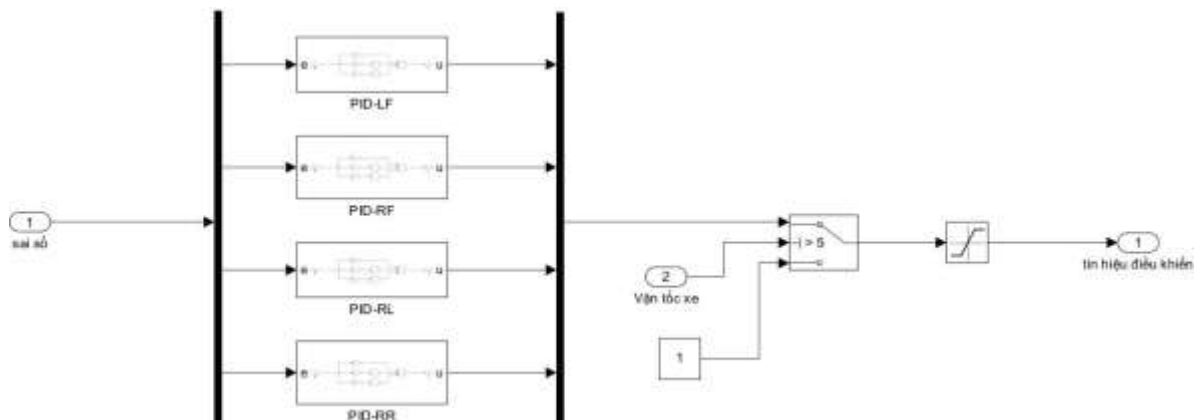 e u
PID-LF
e u
PID-RF
1
sai số
e u
PID-RL
e u
PID-RR
> 5
2
Vận tốc xe
1
1
tín hiệu điều khiển